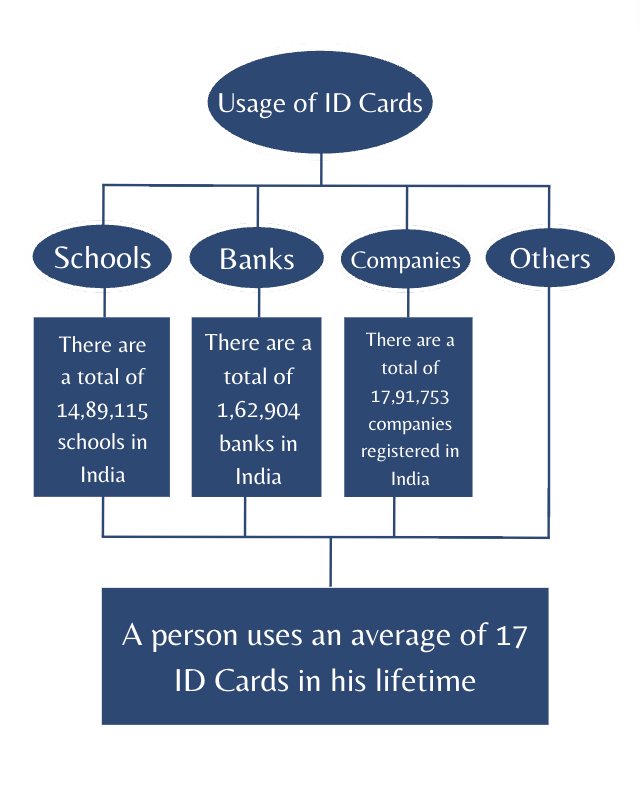 Usage of ID Cards
Schools
Banks
Companies
Others
There are
a total of
14,89,115
schools in
India
There are a
total of
1,62,904
banks in
India
There are a
total of
17,91,753
companies
registered in
India
A person uses an average of 17
ID Cards in his lifetime